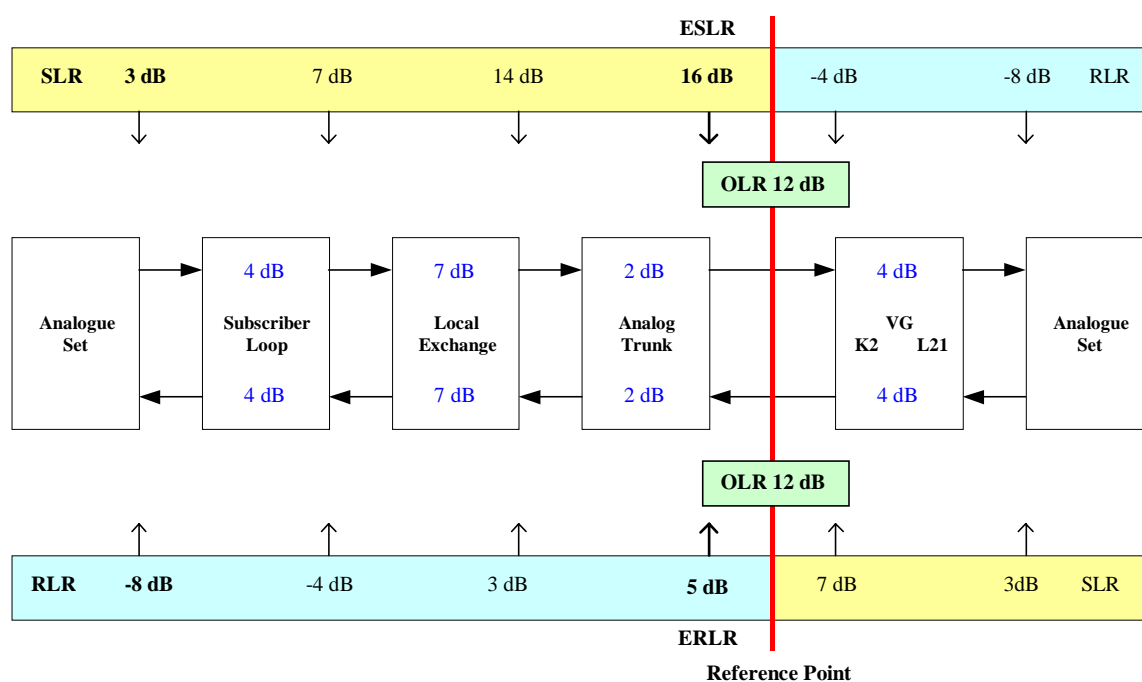 ESLR
SLR 3 dB 7 dB 14 dB 16 dB -4 dB -8 dB RLR
OLR 12 dB
4 dB 7 dB 2 dB 4 dB
Analogue Set
Subscriber Loop
Local Exchange
Analog Trunk
VG
K2 L21
Analogue Set
4 dB 7 dB 2 dB 4 dB
OLR 12 dB
RLR -8 dB -4 dB 3 dB 5 dB 7 dB 3dB SLR
ERLR
Reference Point